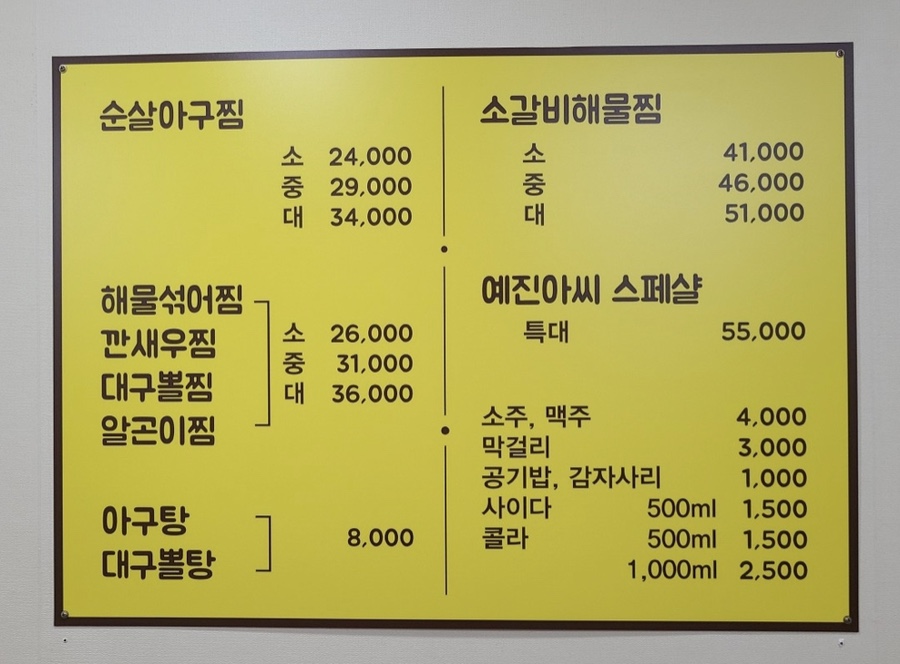 순살아구찜
소 24,000
중 29,000
대 34,000
해물섞어찜
깐새우찜
대구뽈찜
알곤이찜
소 26,000
중 31,000
대 36,000
아구탕
대구뽈탕
8,000
소갈비해물찜
소 41,000
중 46,000
대 51,000
예진아씨 스페샬
특대 55,000
소주, 맥주 4,000
막걸리 3,000
공기밥, 감자사리 1,000
사이다 500ml 1,500
콜라 500ml 1,500
1,000ml 2,500